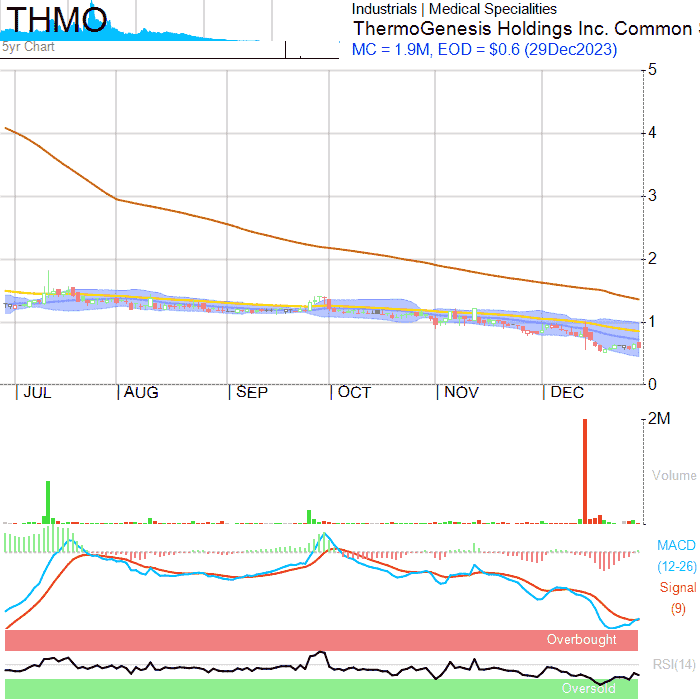 THMO
5yr Chart
Industrials | Medical Specialities
ThermoGenesis Holdings Inc. Common
MC = 1.9M, EOD = $0.6 (29Dec2023)
5
4
3
2
1
0
JUL
AUG
SEP
OCT
NOV
DEC
2M
Volume
MACD
(12-26)
Signal
(9)
Overbought
RSI(14)
Oversold